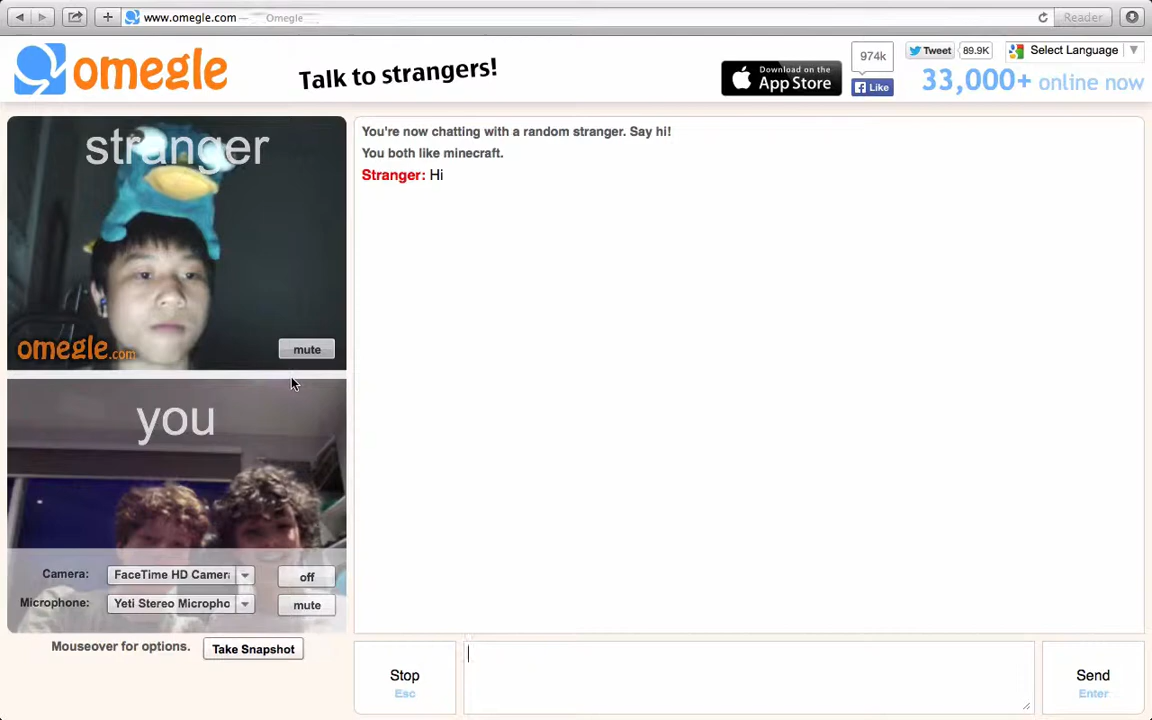 www.omegle.com — Omegle
Reader
omegle
Talk to strangers!
Download on the
App Store
974k
Like
Tweet 89.9K
Select Language
33,000+ online now
stranger
omegle.com
mute
You're now chatting with a random stranger. Say hi!
You both like minecraft.
Stranger: Hi
you
Camera: FaceTime HD Camer
off
Microphone: Yeti Stereo Micropho
mute
Mouseover for options.
Take Snapshot
Stop
Esc
Send
Enter